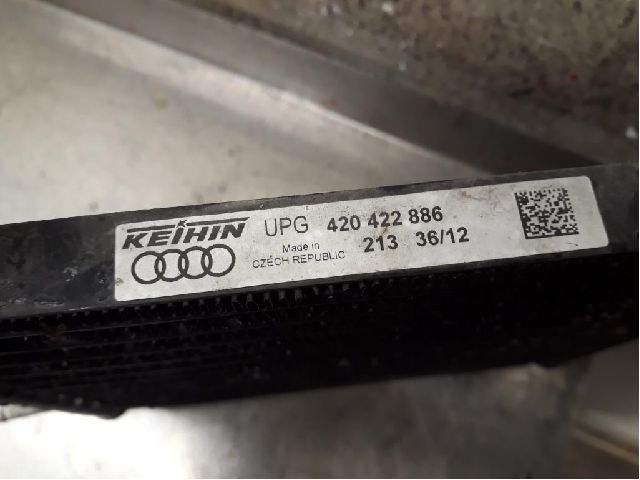 KEIHIN UPG 420 422 886
Made in
CZECH REPUBLIC 213 36/12